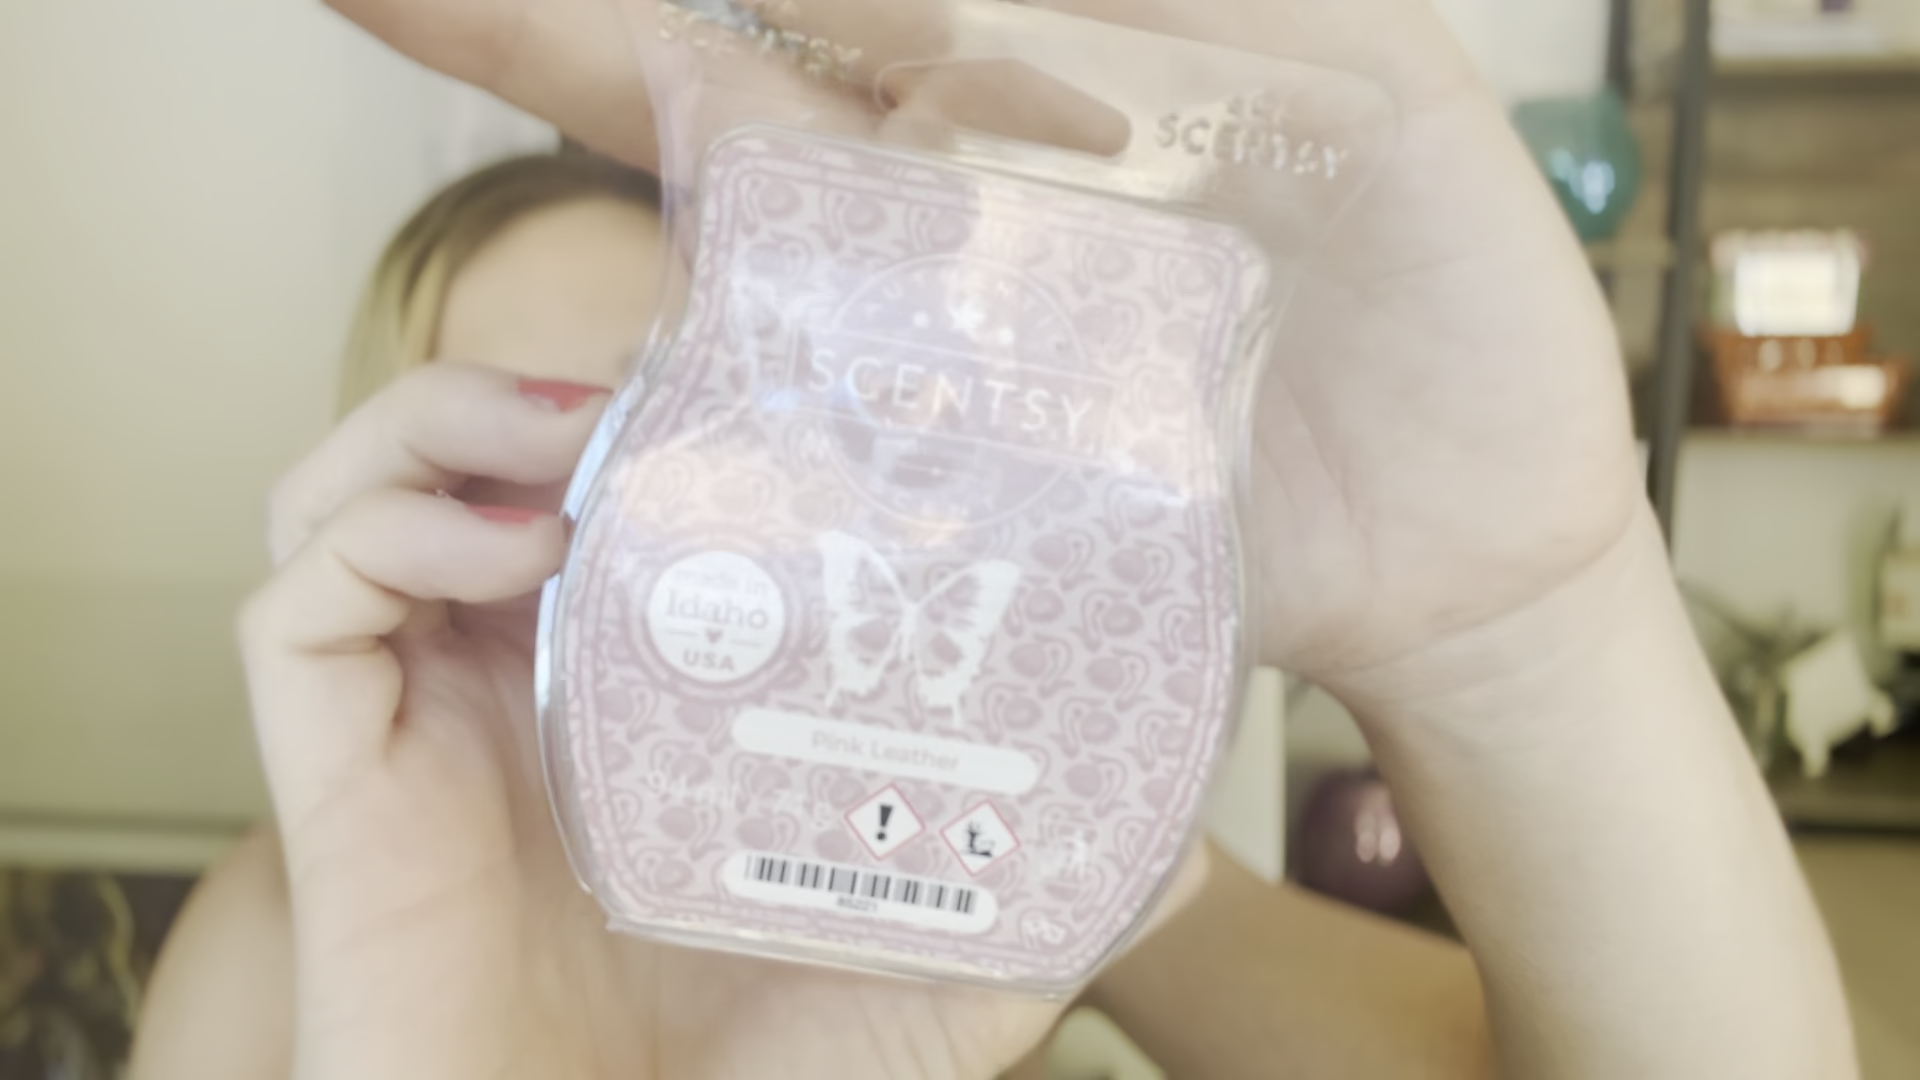 SCENTSY
SCENTSY
SCENTSY
made in
Idaho
USA
Pink Leather